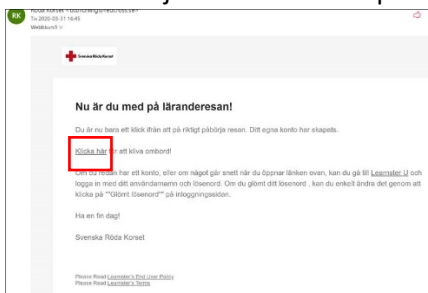 RK
To 2020-03-31 16:45
Svenska Röda Korset
Nu är du med på läranderesan!
Du är nu bara ett klick ifrån att på riktigt påbörja resan. Ditt egna konto har skapats.
Klicka här för att kliva ombord!
Om du redan har ett konto, eller om något går snett när du öppnar länken ovan, kan du gå till Learnster U och
logga in med ditt användarnamn och lösenord. Om du glömt ditt lösenord , kan du enkelt ändra det genom att
klicka på ""Glömt lösenord"" på inloggningssidan.
Ha en fin dag!
Svenska Röda Korset
Please Read Learnster's End User Policy
Please Read Learnster's Terms